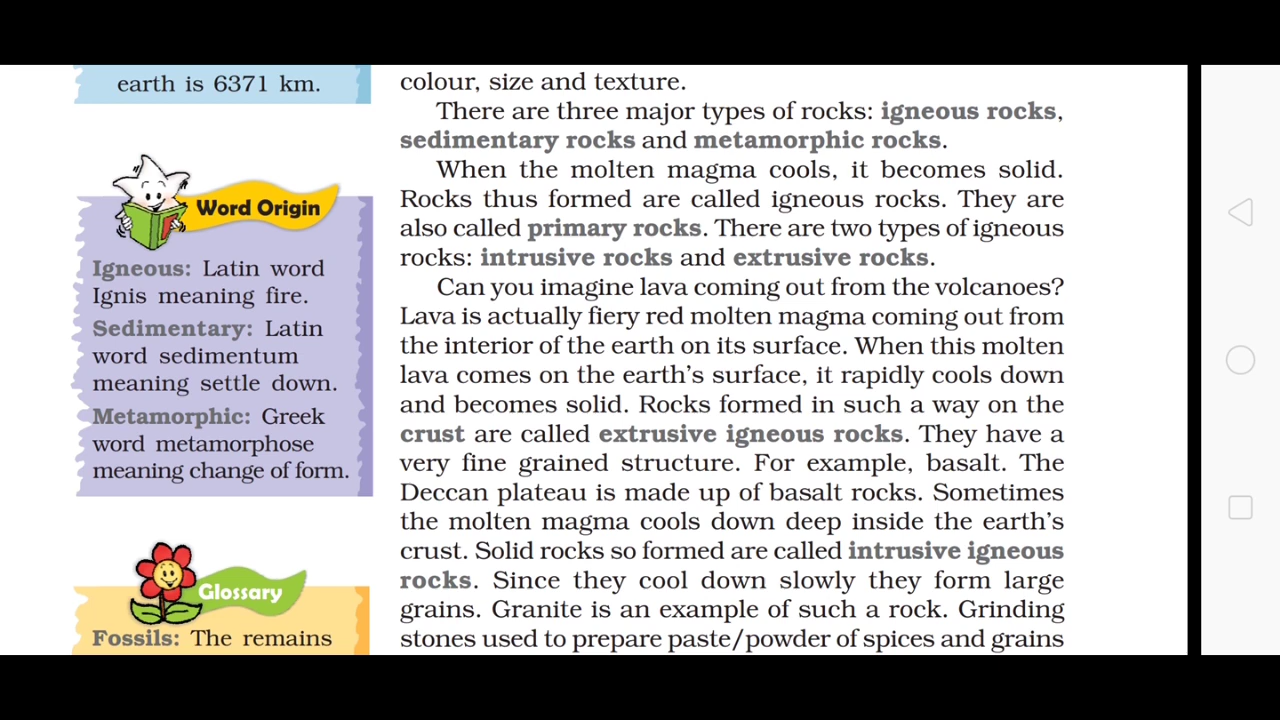 earth is 6371 km.
Word Origin
Igneous: Latin word
Ignis meaning fire.
Sedimentary: Latin
word sedimentum
meaning settle down.
Metamorphic: Greek
word metamorphose
meaning change of form.
Glossary
Fossils: The remains
colour, size and texture.
There are three major types of rocks: igneous rocks,
sedimentary rocks and metamorphic rocks.
When the molten magma cools, it becomes solid.
Rocks thus formed are called igneous rocks. They are
also called primary rocks. There are two types of igneous
rocks: intrusive rocks and extrusive rocks.
Can you imagine lava coming out from the volcanoes?
Lava is actually fiery red molten magma coming out from
the interior of the earth on its surface. When this molten
lava comes on the earth's surface, it rapidly cools down
and becomes solid. Rocks formed in such a way on the
crust are called extrusive igneous rocks. They have a
very fine grained structure. For example, basalt. The
Deccan plateau is made up of basalt rocks. Sometimes
the molten magma cools down deep inside the earth's
crust. Solid rocks so formed are called intrusive igneous
rocks. Since they cool down slowly they form large
grains. Granite is an example of such a rock. Grinding
stones used to prepare paste/powder of spices and grains